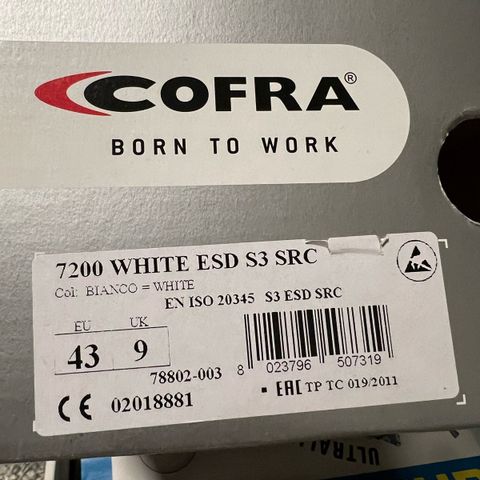 COFRA®
BORN TO WORK
7200 WHITE ESD S3 SRC
Col: BIANCO = WHITE
EN ISO 20345 S3 ESD SRC
EU UK
43 9
78802-003
8 023796 507319
CE 02018881
EAC TP TC 019/2011